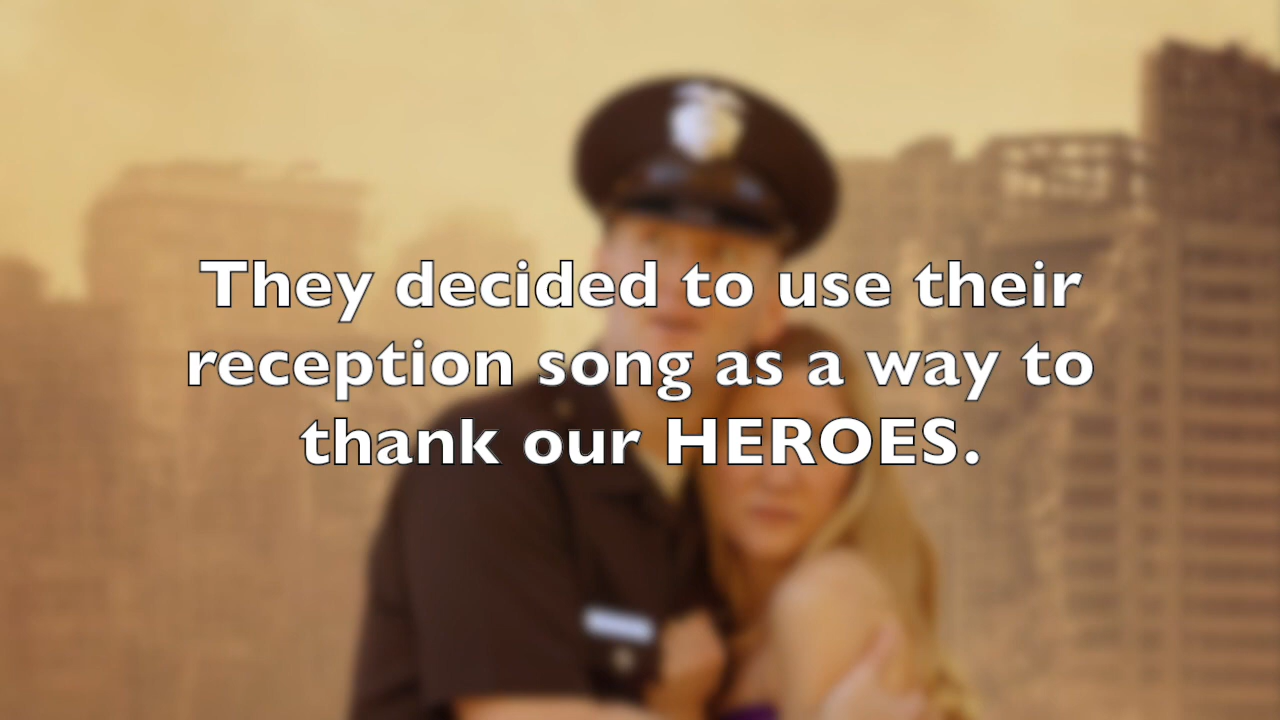 They decided to use their
reception song as a way to
thank our HEROES.